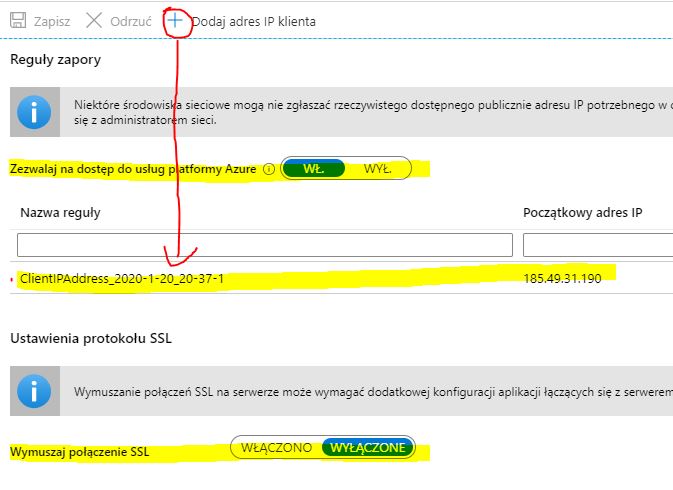 Zapisz Odrzuć Dodaj adres IP klienta
Reguły zapory
Niektóre środowiska sieciowe mogą nie zgłaszać rzeczywistego dostępnego publicznie adresu IP potrzebnego w
się z administratorem sieci.
Zezwalaj na dostęp do usług platformy Azure WŁ. WYŁ.
Nazwa reguły Początkowy adres IP
ClientIPAddress_2020-1-20_20-37-1 185.49.31.190
Ustawienia protokołu SSL
Wymuszanie połączeń SSL na serwerze może wymagać dodatkowej konfiguracji aplikacji łączących się z serwerem
Wymuszaj połączenie SSL WŁĄCZONO WYŁĄCZONE